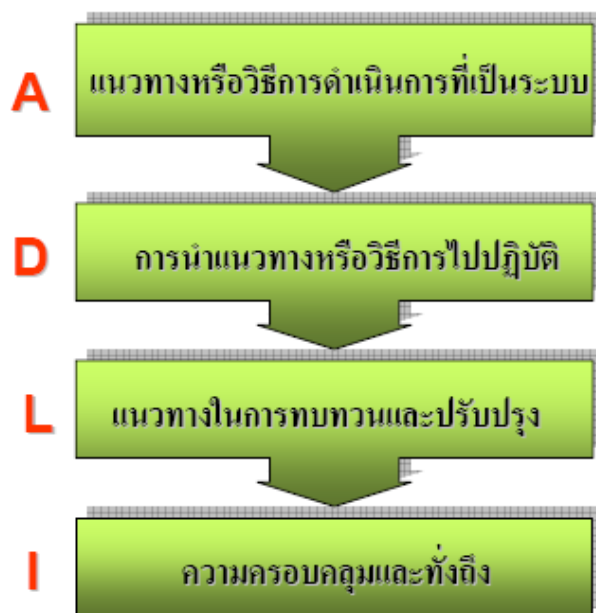 A แนวทางหรือวิธีการดำเนินการที่เป็นระบบ
D การนำแนวทางหรือวิธีการไปปฏิบัติ
L แนวทางในการทบทวนและปรับปรุง
I ความครอบคลุมและทั่งถึง